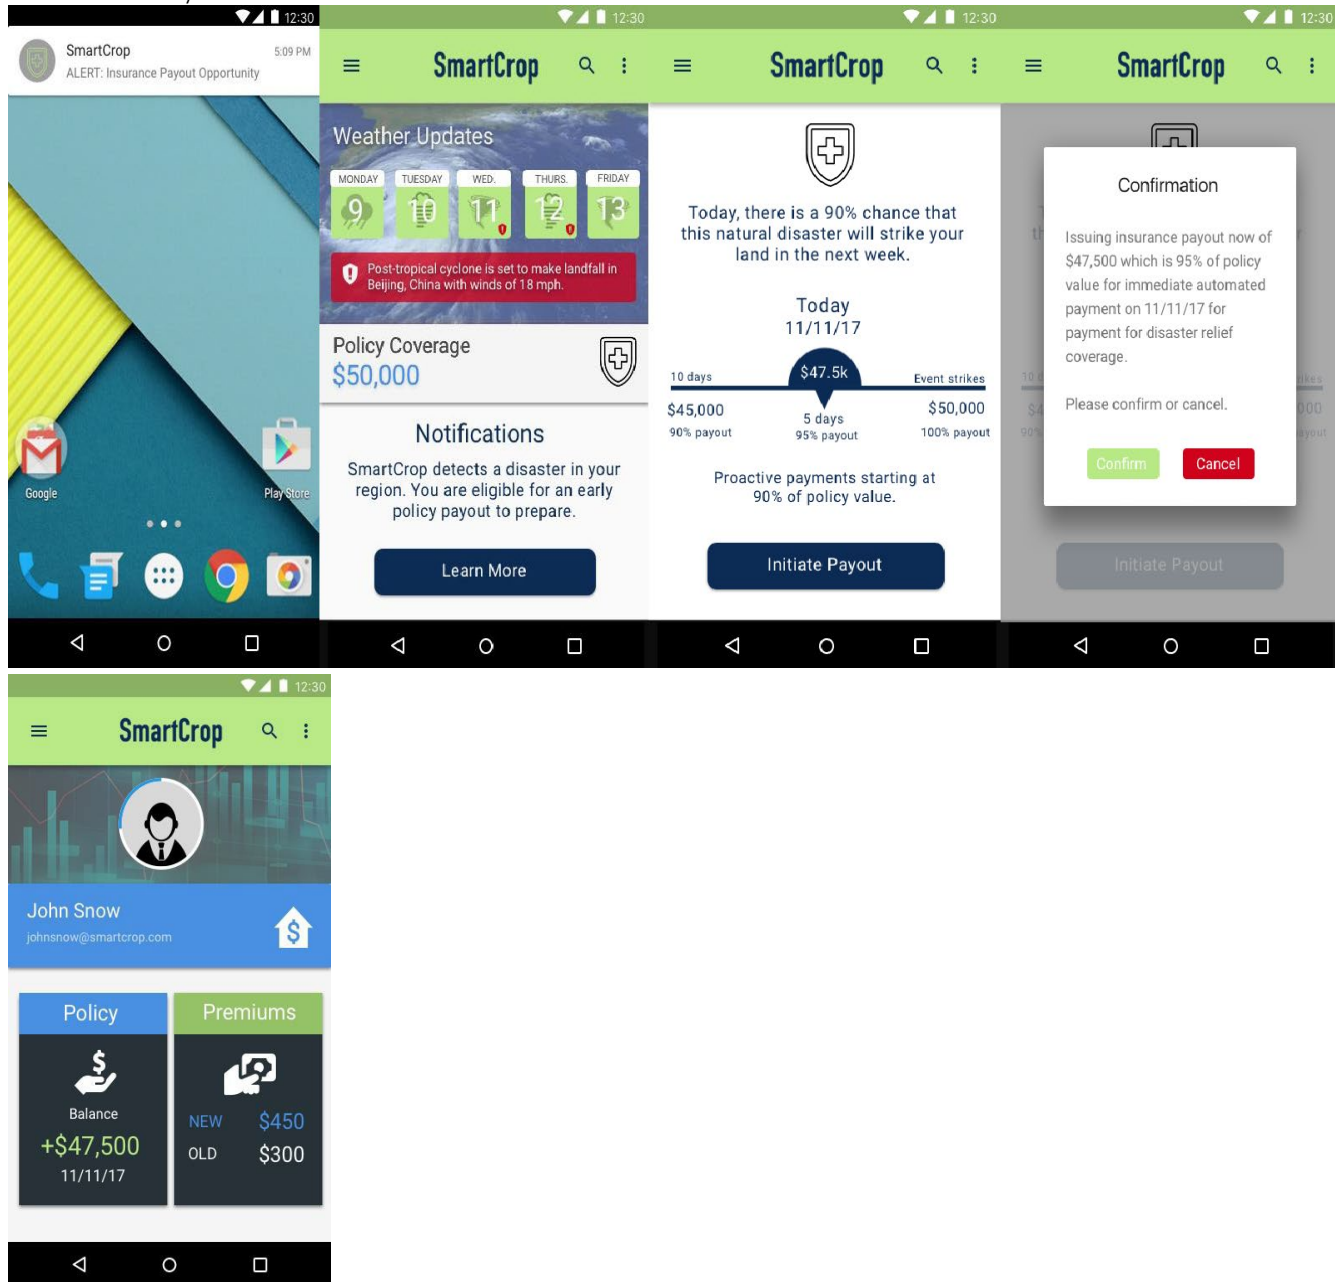 12:30
SmartCrop 5:09 PM
ALERT: Insurance Payout Opportunity
Google
Play Store
12:30
SmartCrop
Weather Updates
MONDAY TUESDAY WED. THURS. FRIDAY
9 10 11 12 13
Post-tropical cyclone is set to make landfall in
Beijing, China with winds of 18 mph.
Policy Coverage
$50,000
Notifications
SmartCrop detects a disaster in your
region. You are eligible for an early
policy payout to prepare.
Learn More
12:30
SmartCrop
Today, there is a 90% chance that
this natural disaster will strike your
land in the next week.
Today
11/11/17
10 days $47.5k Event strikes
$45,000 5 days $50,000
90% payout 95% payout 100% payout
Proactive payments starting at
90% of policy value.
Initiate Payout
12:30
SmartCrop
Confirmation
Issuing insurance payout now of
$47,500 which is 95% of policy
value for immediate automated
payment on 11/11/17 for
payment for disaster relief
coverage.
Please confirm or cancel.
Confirm Cancel
Initiate Payout
12:30
SmartCrop
John Snow
johnsnow@smartcrop.com
Policy
Balance
+$47,500
11/11/17
Premiums
NEW $450
OLD $300